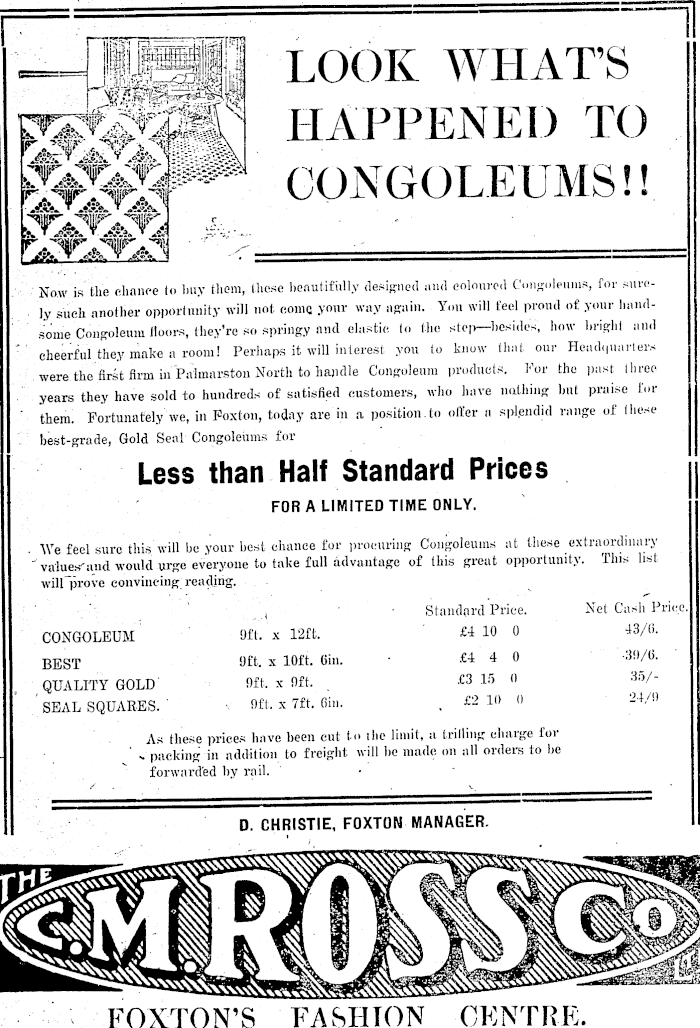 LOOK WHAT'S
HAPPENED TO
CONGOLEUMS!!
Now is the chance to buy them, these beautifully designed and coloured Congoleums, for sure-
ly such another opportunity will not come your way again. You will feel proud of your hand-
some Congoleum floors, they're so springy and elastic to the step—besides, how bright and
cheerful they make a room! Perhaps it will interest you to know that our Headquarters
were the first firm in Palmarston North to handle Congoleum products. For the past three
years they have sold to hundreds of satisfied customers, who have nothing but praise for
them. Fortunately we, in Foxton, today are in a position to offer a splendid range of these
best-grade, Gold Seal Congoleums for
Less than Half Standard Prices
FOR A LIMITED TIME ONLY.
We feel sure this will be your best chance for procuring Congoleums at these extraordinary
values and would urge everyone to take full advantage of this great opportunity. This list
will prove convincing reading.
Standard Price. Net Cash Price.
CONGOLEUM 9ft. x 12ft. £4 10 0 43/6.
BEST 9ft. x 10ft. 6in. £4 4 0 39/6.
QUALITY GOLD 9ft. x 9ft. £3 15 0 35/-
SEAL SQUARES. 9ft. x 7ft. 6in. £2 10 0 24/9
As these prices have been cut to the limit, a trifling charge for
packing in addition to freight will be made on all orders to be
forwarded by rail.
D. CHRISTIE, FOXTON MANAGER.
THE
C.M. ROSS Co
FOXTON'S FASHION CENTRE.